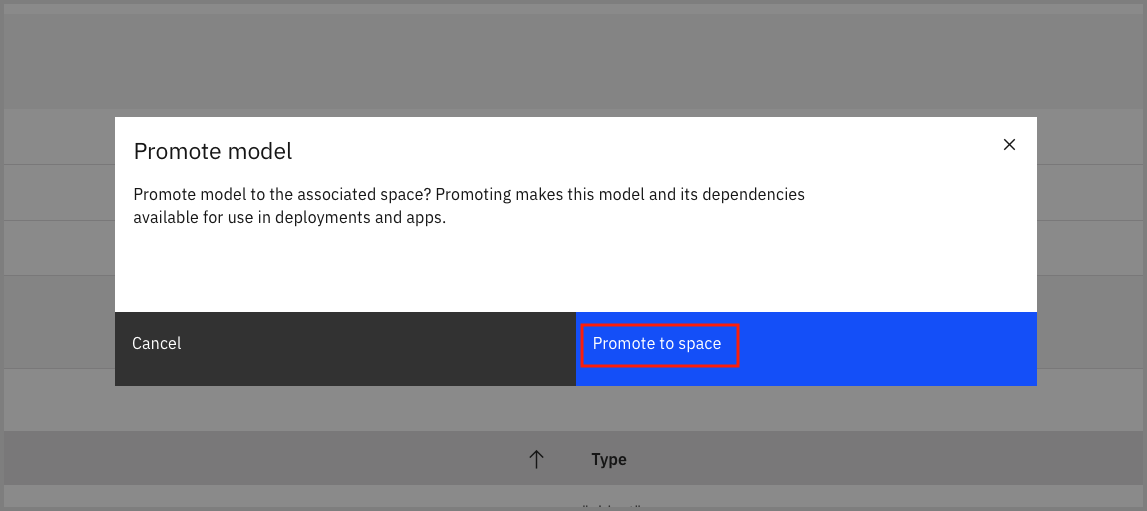 Promote model
Promote model to the associated space? Promoting makes this model and its dependencies
available for use in deployments and apps.
Cancel
Promote to space
Type